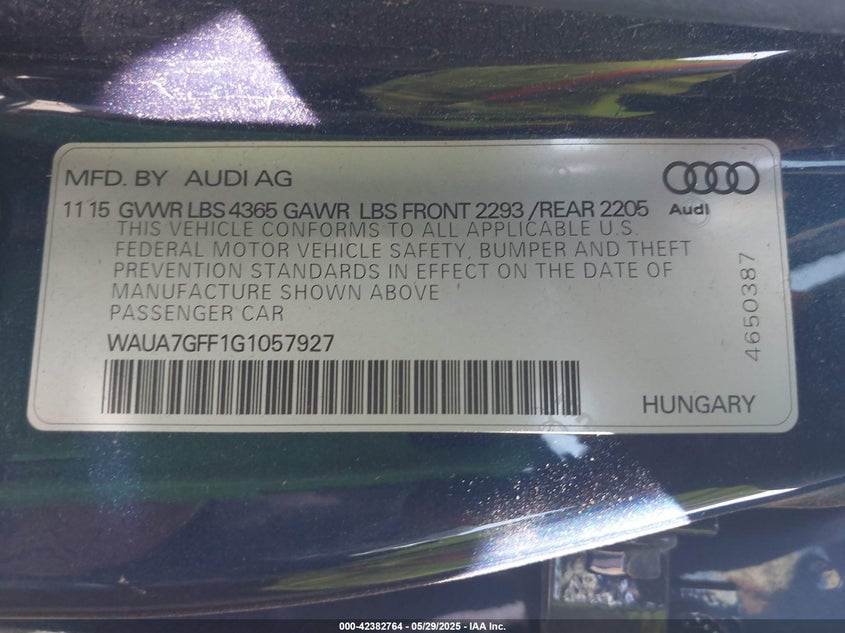 MFD. BY AUDI AG
11 15 GVWR LBS 4365 GAWR LBS FRONT 2293 /REAR 2205
Audi
THIS VEHICLE CONFORMS TO ALL APPLICABLE U.S.
FEDERAL MOTOR VEHICLE SAFETY, BUMPER AND THEFT
PREVENTION STANDARDS IN EFFECT ON THE DATE OF
MANUFACTURE SHOWN ABOVE
PASSENGER CAR
4650387
WAUA7GFF1G1057927
HUNGARY
000-42382764 - 05/29/2025 - IAA Inc.